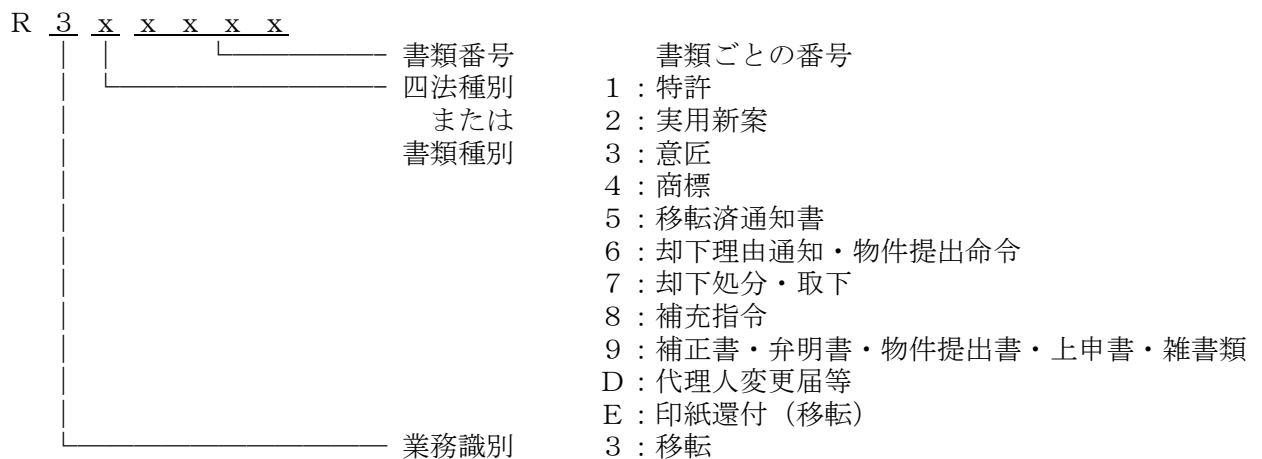 R 3 x x x x x
書類番号 書類ごとの番号
四法種別 1：特許
または 2：実用新案
書類種別 3：意匠
4：商標
5：移転済通知書
6：却下理由通知・物件提出命令
7：却下処分・取下
8：補充指令
9：補正書・弁明書・物件提出書・上申書・雑書類
D：代理人変更届等
E：印紙還付（移転）
業務識別 3：移転